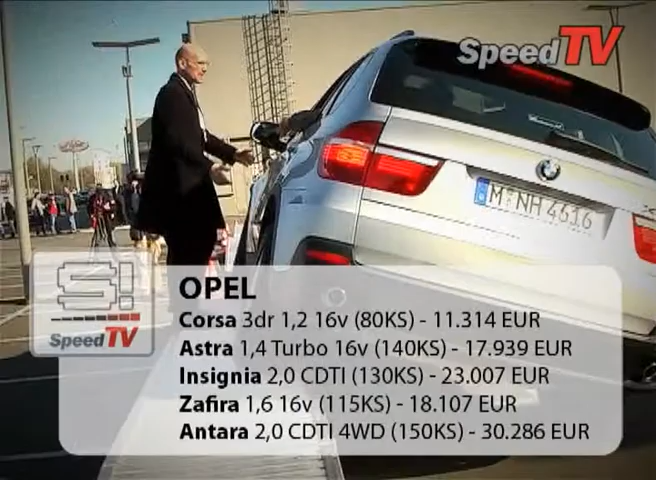 SpeedTV
M·NH 4616
S!
SpeedTV
OPEL
Corsa 3dr 1,2 16v (80KS) - 11.314 EUR
Astra 1,4 Turbo 16v (140KS) - 17.939 EUR
Insignia 2,0 CDTI (130KS) - 23.007 EUR
Zafira 1,6 16v (115KS) - 18.107 EUR
Antara 2,0 CDTI 4WD (150KS) - 30.286 EUR